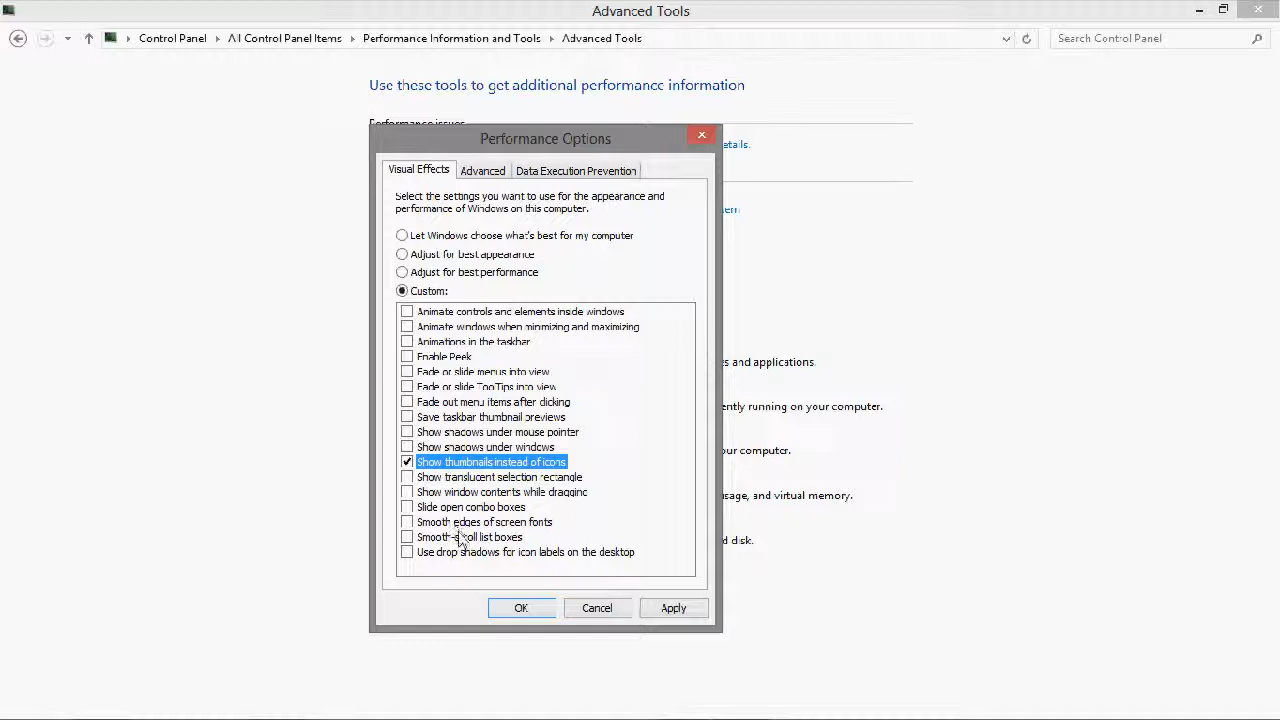 Advanced Tools
Control Panel
All Control Panel Items
Performance Information and Tools
Advanced Tools
Search Control Panel
Use these tools to get additional performance information
Performance issues
etails.
Performance Options
Visual Effects
Advanced
Data Execution Prevention
Select the settings you want to use for the appearance and
performance of Windows on this computer.
Let Windows choose what's best for my computer
Adjust for best appearance
Adjust for best performance
Custom:
Animate controls and elements inside windows
Animate windows when minimizing and maximizing
Animations in the taskbar
Enable Peek
Fade or slide menus into view
Fade or slide ToolTips into view
Fade out menu items after clicking
Save taskbar thumbnail previews
Show shadows under mouse pointer
Show shadows under windows
Show thumbnails instead of icons
Show translucent selection rectangle
Show window contents while dragging
Slide open combo boxes
Smooth edges of screen fonts
Smooth-scroll list boxes
Use drop shadows for icon labels on the desktop
OK
Cancel
Apply
em
s and applications.
ently running on your computer.
our computer.
sage, and virtual memory.
d disk.